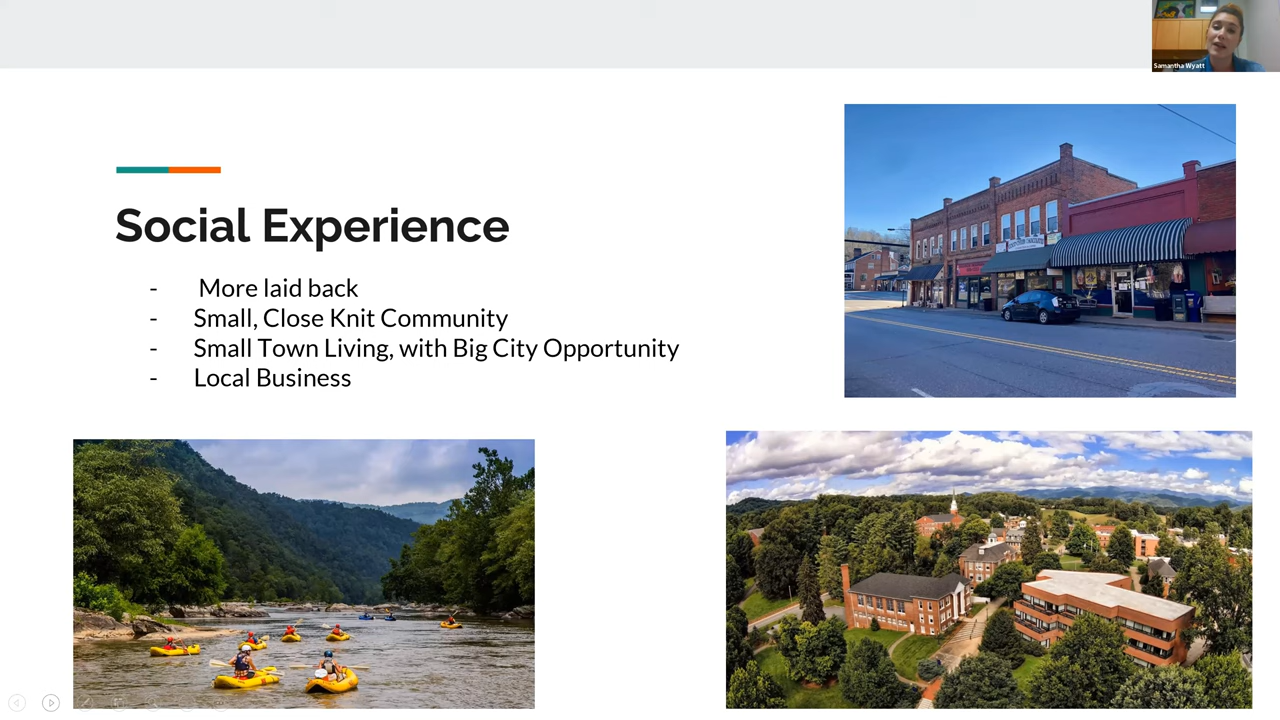 Samantha Wyatt
Social Experience
- More laid back
- Small, Close Knit Community
- Small Town Living, with Big City Opportunity
- Local Business